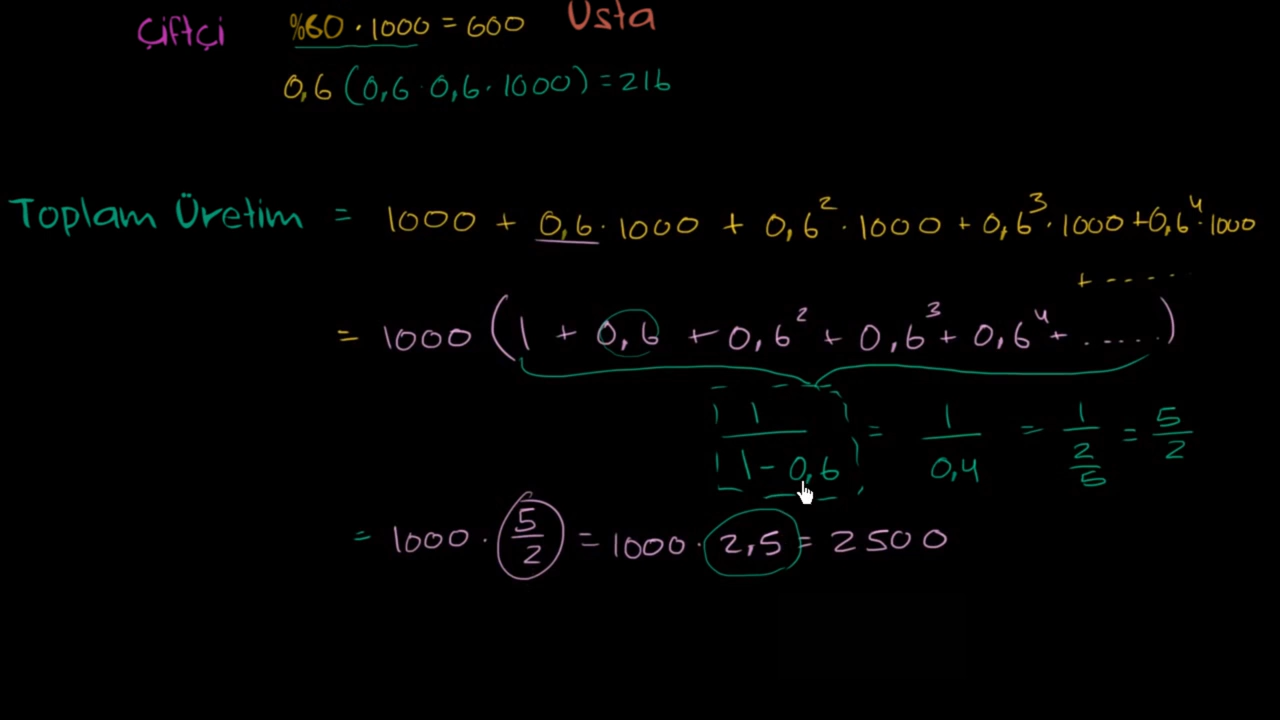 Çiftçi %60 · 1000 = 600 Usta
0,6 (0,6 · 0,6 · 1000) = 216
Toplam Üretim = 1000 + 0,6 · 1000 + 0,6² · 1000 + 0,6³ · 1000 + 0,6⁴ · 1000
+ - - - - -
= 1000 (1 + 0,6 + 0,6² + 0,6³ + 0,6⁴ + .....)
1/(1 - 0,6) = 1/0,4 = 1/(2/5) = 5/2
= 1000 · 5/2 = 1000 · 2,5 = 2500